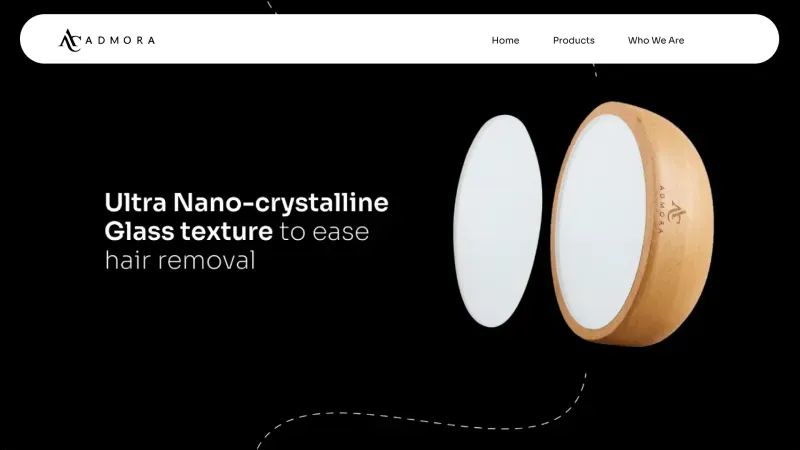 ADMORA
Home
Products
Who We Are
Ultra Nano-crystalline
Glass texture to ease
hair removal
ADMORA